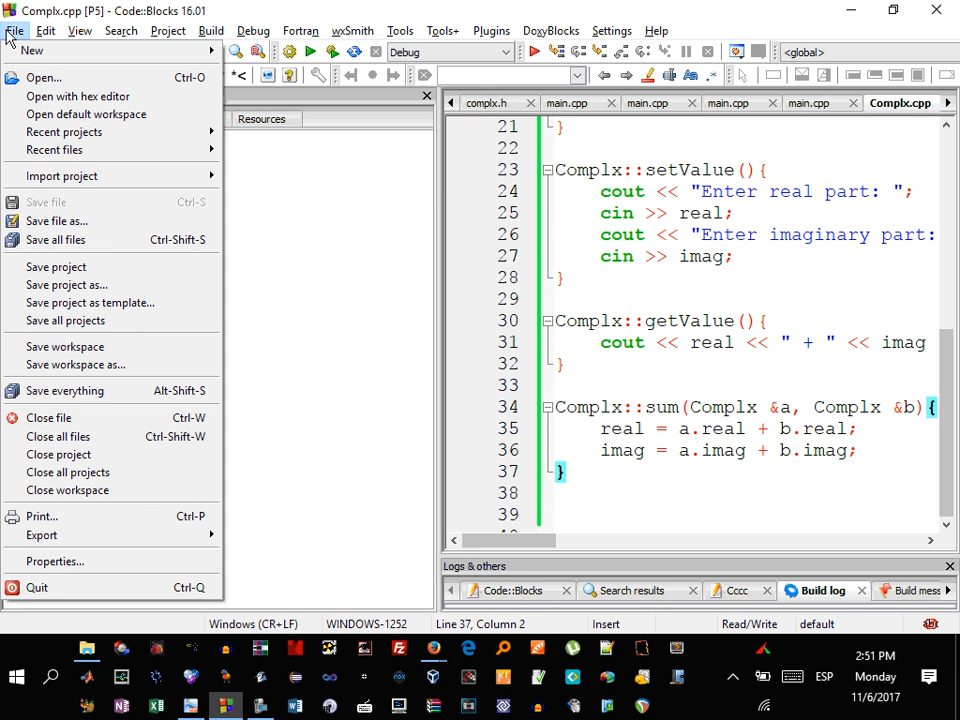 Complx.cpp [P5] - Code::Blocks 16.01
File Edit View Search Project Build Debug Fortran wxSmith Tools Tools+ Plugins DoxyBlocks Settings Help
New
Open... Ctrl-O
Open with hex editor
Open default workspace
Recent projects
Recent files
Import project
Save file Ctrl-S
Save file as...
Save all files Ctrl-Shift-S
Save project
Save project as...
Save project as template...
Save all projects
Save workspace
Save workspace as...
Save everything Alt-Shift-S
Close file Ctrl-W
Close all files Ctrl-Shift-W
Close project
Close all projects
Close workspace
Print... Ctrl-P
Export
Properties...
Quit Ctrl-Q
Debug
<global>
*<
Aa .*
Resources
complx.h main.cpp main.cpp main.cpp main.cpp Complx.cpp
21 }
22
23 Complx::setValue(){
24 cout << "Enter real part: ";
25 cin >> real;
26 cout << "Enter imaginary part:
27 cin >> imag;
28 }
29
30 Complx::getValue(){
31 cout << real << " + " << imag
32 }
33
34 Complx::sum(Complx &a, Complx &b){
35 real = a.real + b.real;
36 imag = a.imag + b.imag;
37 }
38
39
Logs & others
Code::Blocks Search results Cccc Build log Build mess
Windows (CR+LF) WINDOWS-1252 Line 37, Column 2 Insert Read/Write default
2:51 PM
ESP Monday
11/6/2017